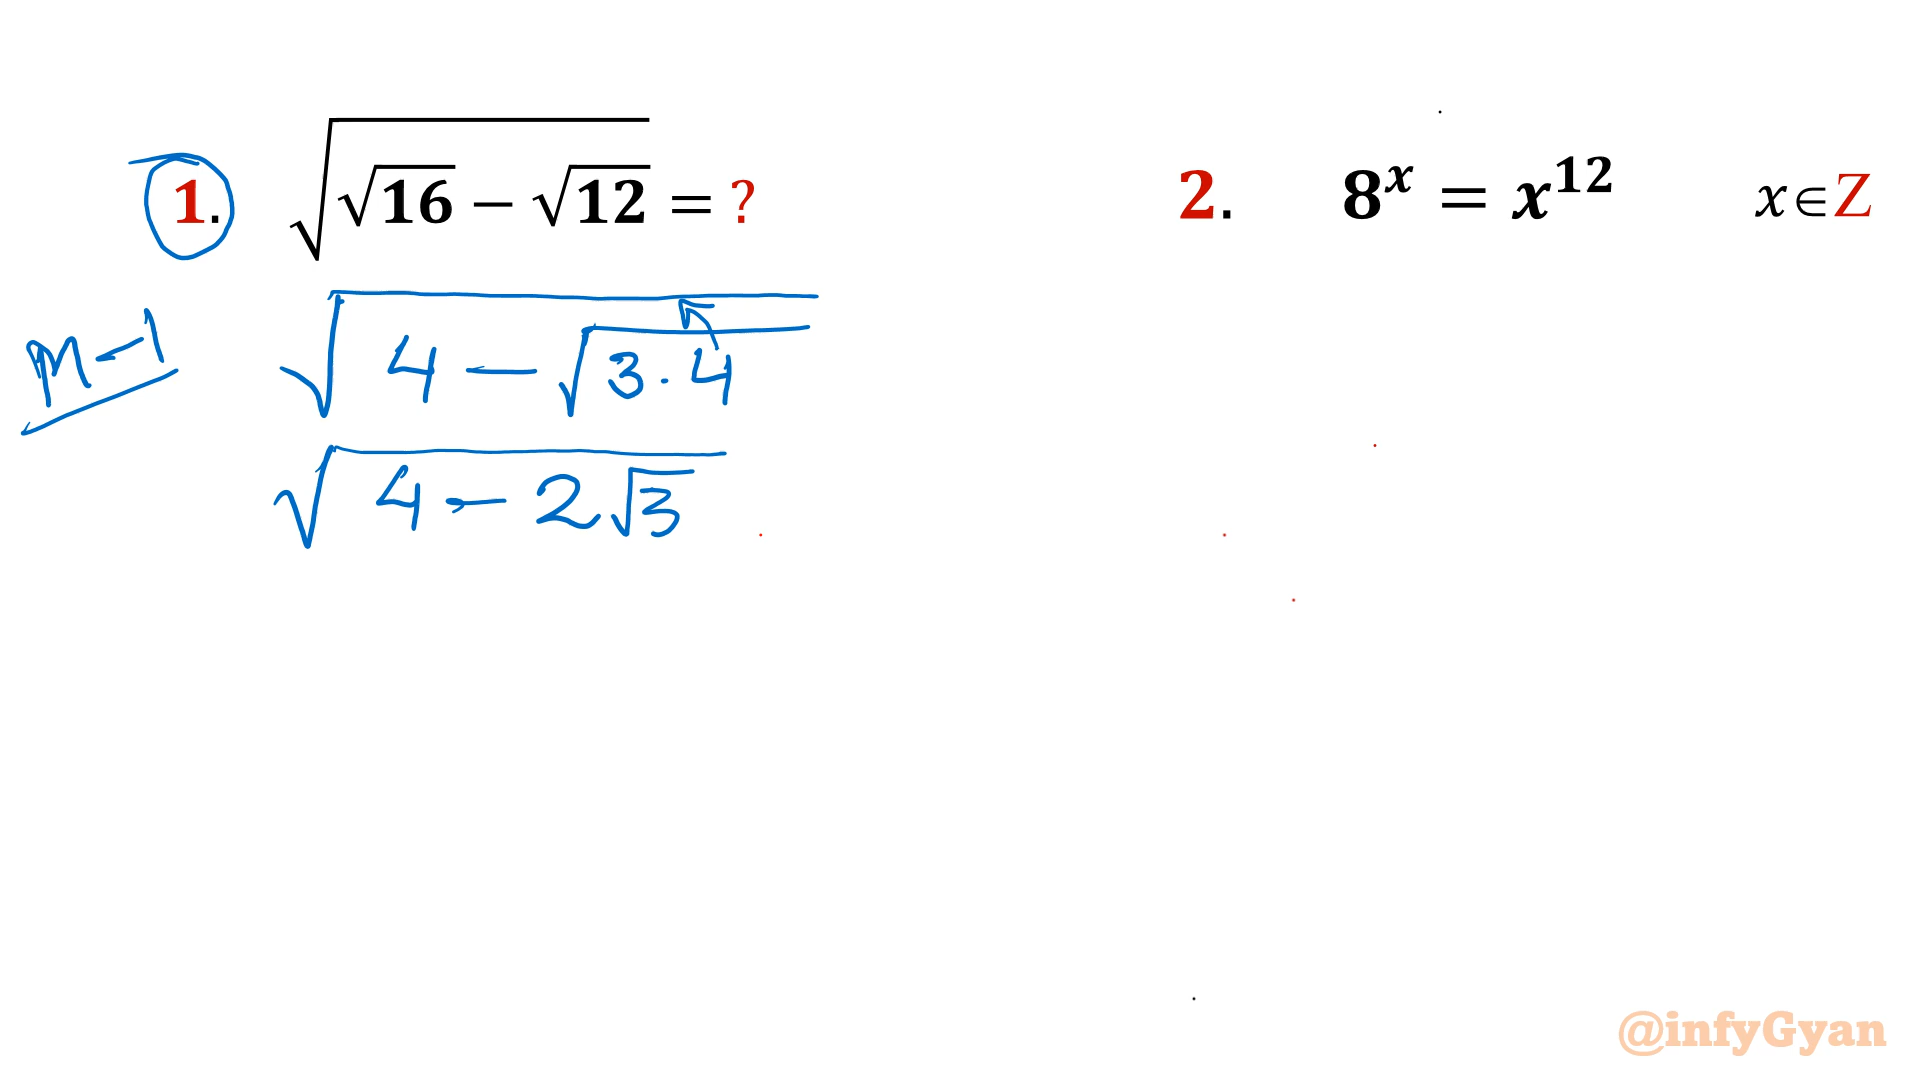 1. √(√16 − √12) = ?
2. 8^x = x^12 x∈Z
M-1
√(4 − √(3·4))
√(4 − 2√3)
@infyGyan